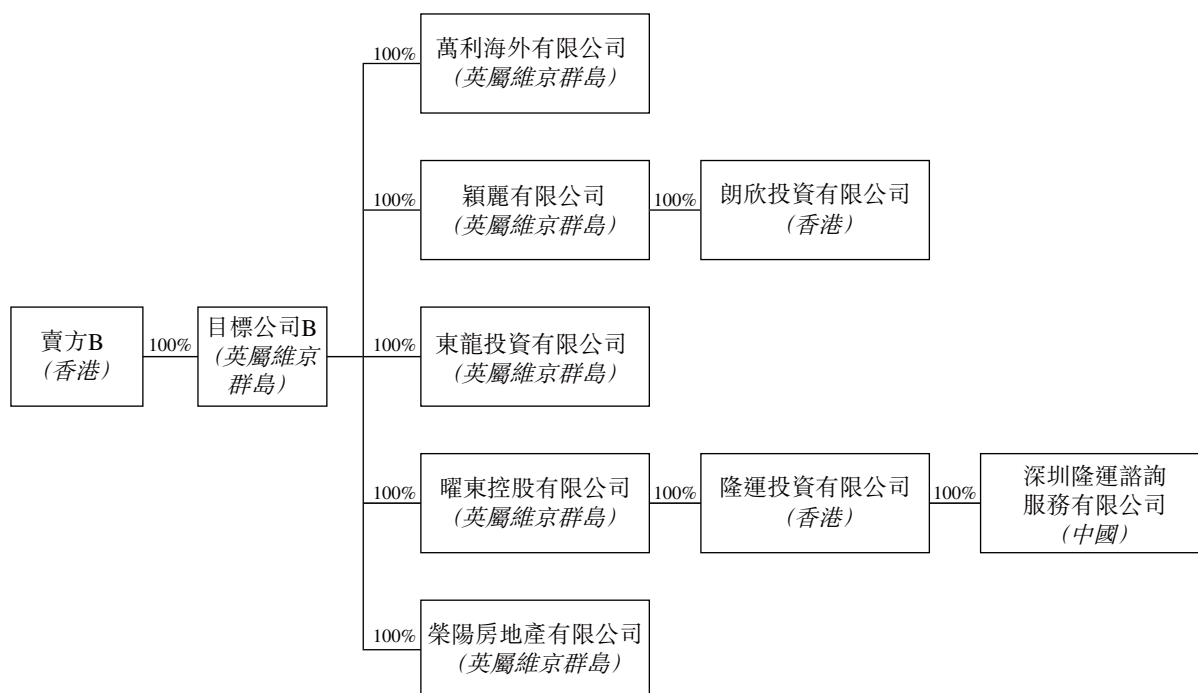 100%
萬利海外有限公司
（英屬維京群島）
100%
穎麗有限公司
（英屬維京群島）
100%
朗欣投資有限公司
（香港）
賣方B
（香港）
100%
目標公司B
（英屬維京
群島）
100%
東龍投資有限公司
（英屬維京群島）
100%
曜東控股有限公司
（英屬維京群島）
100%
隆運投資有限公司
（香港）
100%
深圳隆運諮詢
服務有限公司
（中國）
100%
榮陽房地產有限公司
（英屬維京群島）